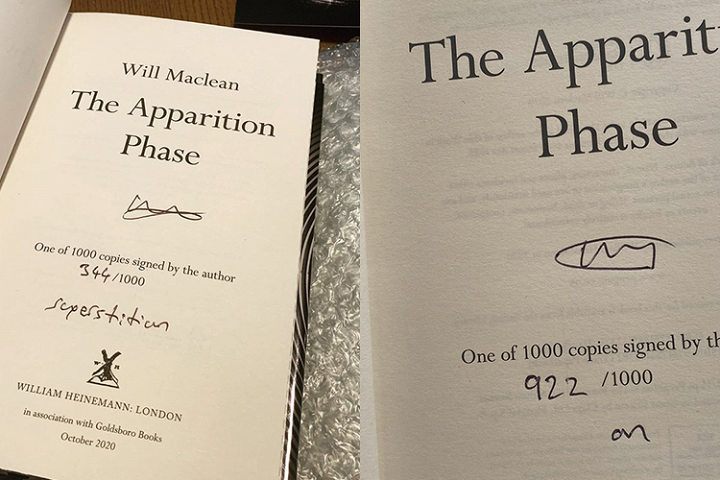 Will Maclean
The Apparition
Phase
One of 1000 copies signed by the author
344/1000
superstition
W H
WILLIAM HEINEMANN: LONDON
in association with Goldsboro Books
October 2020
The Apparit
Phase
One of 1000 copies signed by th
922 /1000
on